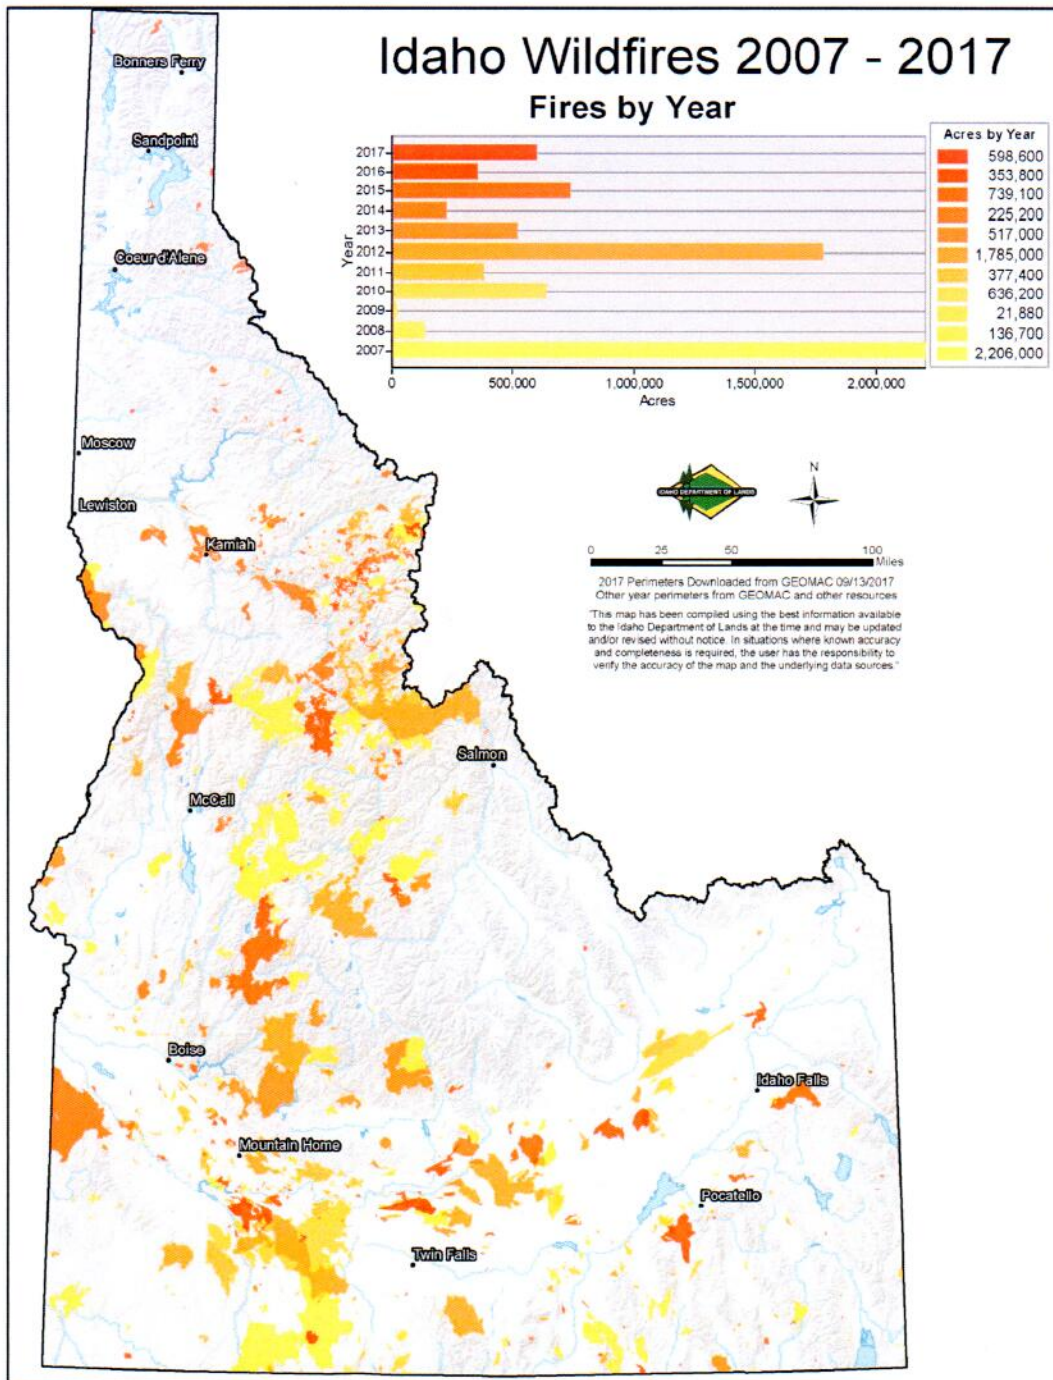 Idaho Wildfires 2007 - 2017
Fires by Year
Acres by Year
2017
2016
2015
2014
2013
2012
2011
2010
2009
2008
2007
Year
0
500,000
1,000,000
1,500,000
2,000,000
Acres
598,600
353,800
739,100
225,200
517,000
1,785,000
377,400
636,200
21,880
136,700
2,206,000
Bonners Ferry
Sandpoint
Coeur d'Alene
Moscow
Lewiston
Kamiah
IDAHO DEPARTMENT OF LANDS
N
0 25 50 100
Miles
2017 Perimeters Downloaded from GEOMAC 09/13/2017
Other year perimeters from GEOMAC and other resources
"This map has been compiled using the best information available
to the Idaho Department of Lands at the time and may be updated
and/or revised without notice. In situations where known accuracy
and completeness is required, the user has the responsibility to
verify the accuracy of the map and the underlying data sources."
Salmon
McCall
Boise
Idaho Falls
Mountain Home
Pocatello
Twin Falls